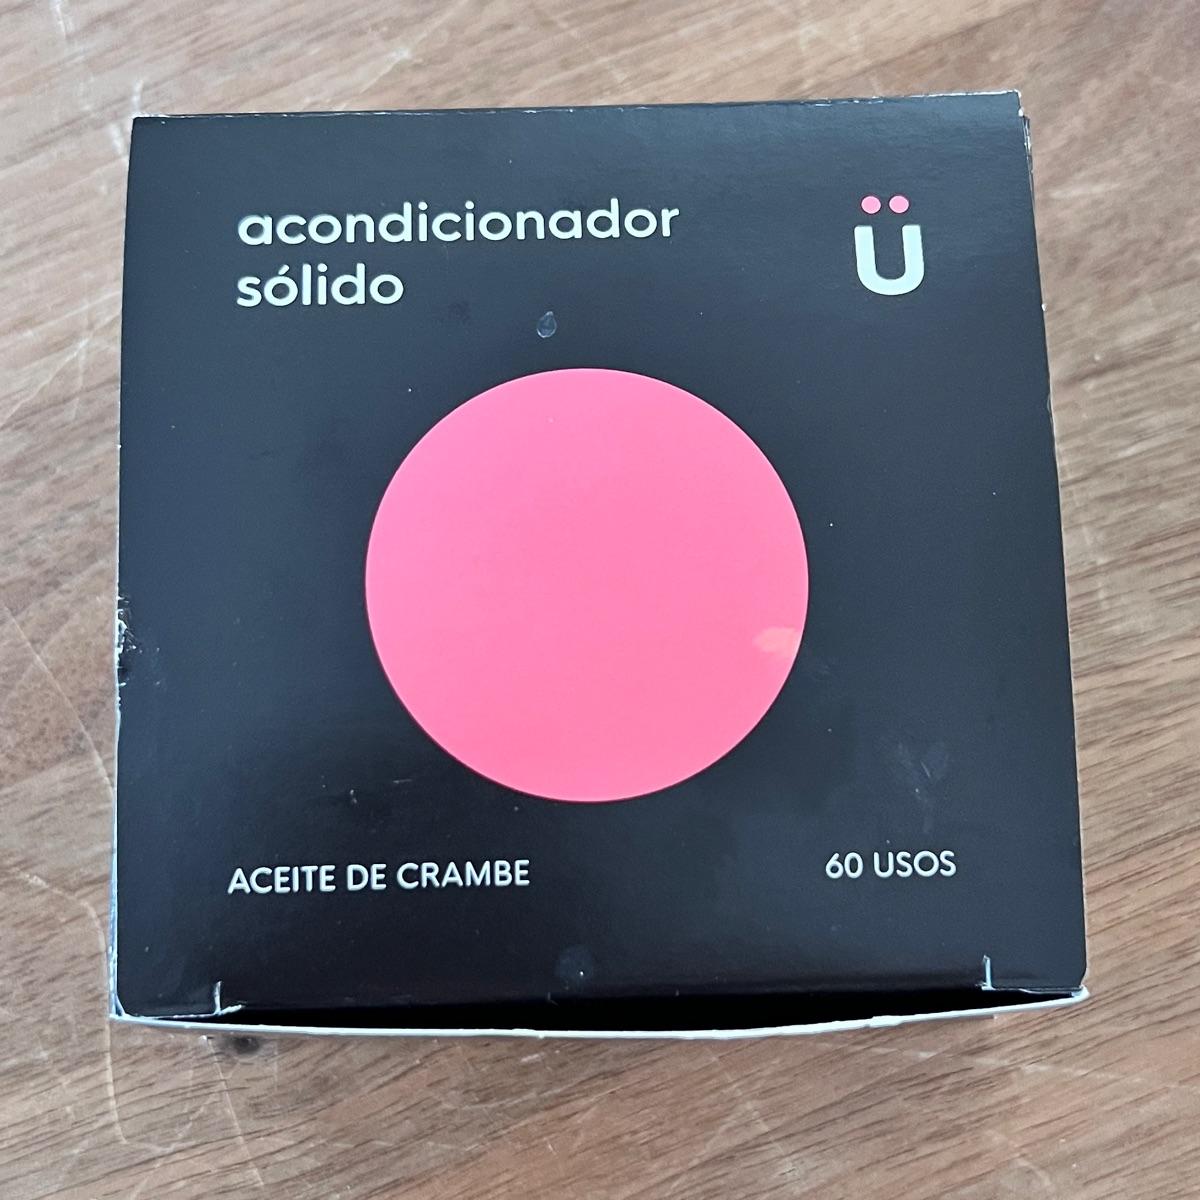 acondicionador
sólido
ü
ACEITE DE CRAMBE
60 USOS